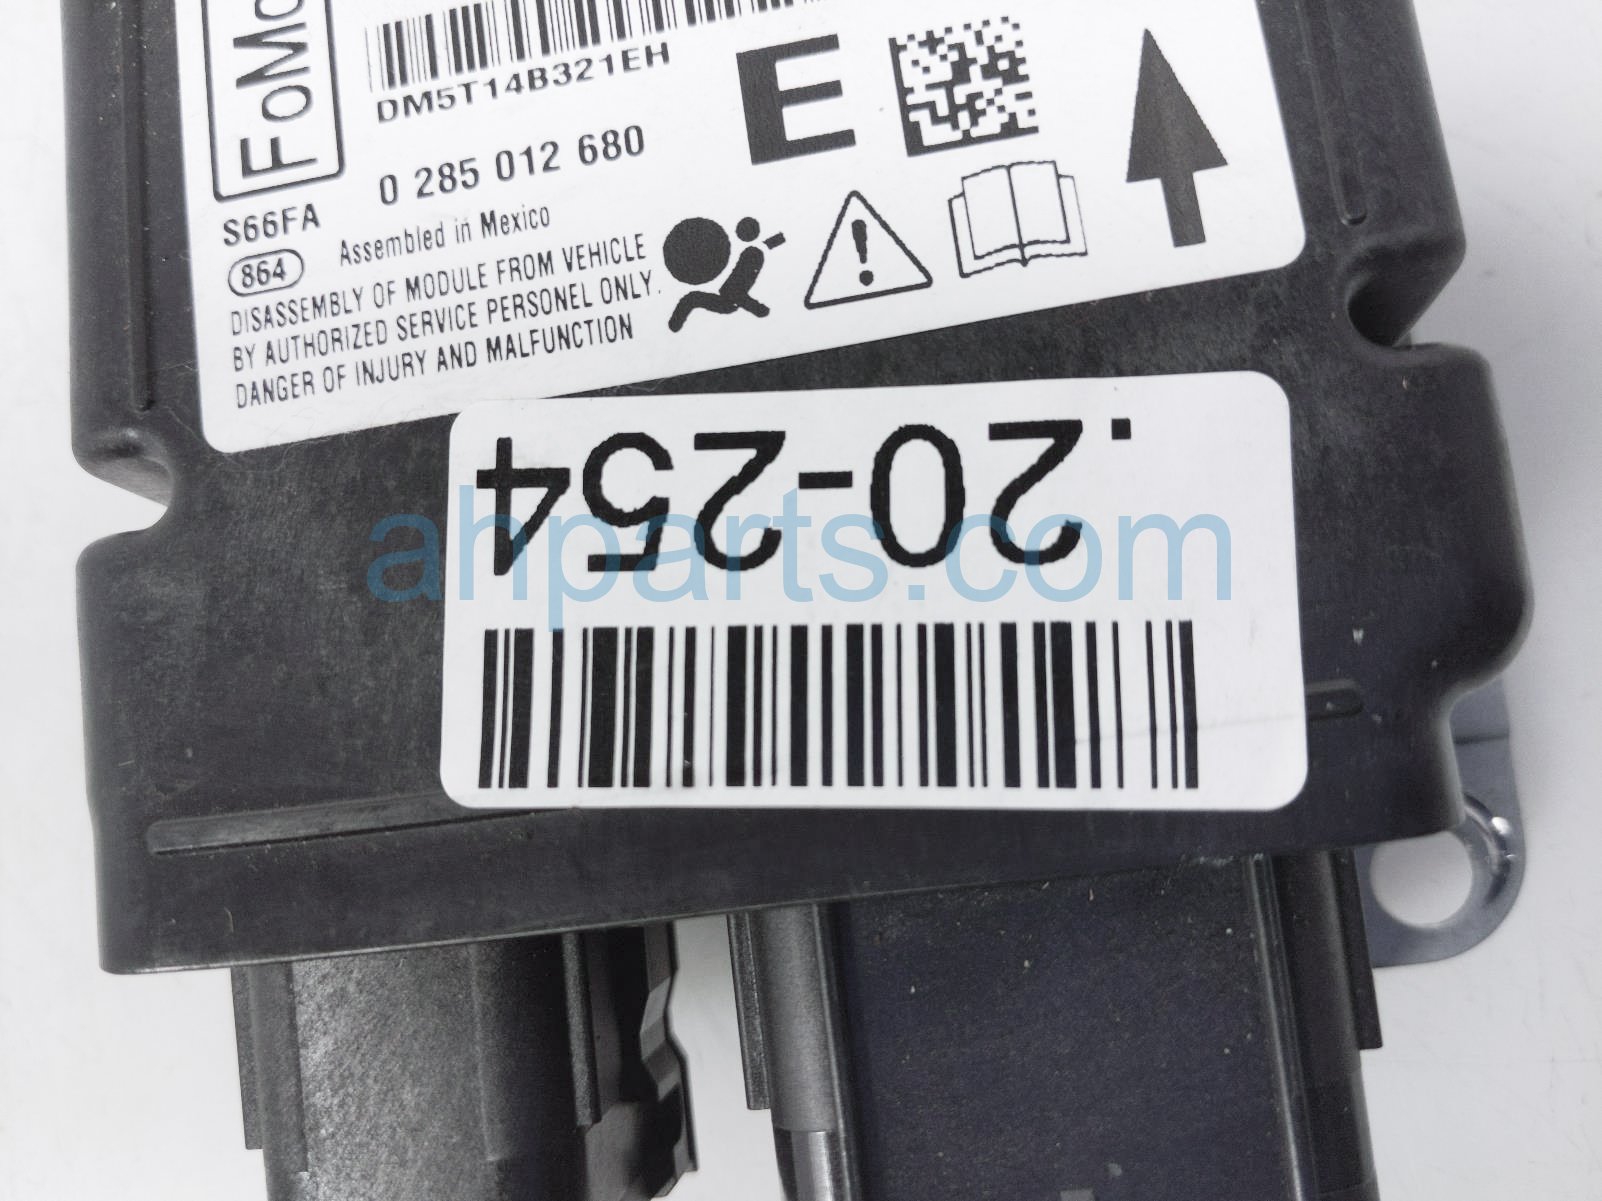 FoMo
DM5T14B321EH
E
0 285 012 680
S66FA
864
Assembled in Mexico
DISASSEMBLY OF MODULE FROM VEHICLE
BY AUTHORIZED SERVICE PERSONEL ONLY.
DANGER OF INJURY AND MALFUNCTION
.20-254
ahparts.com